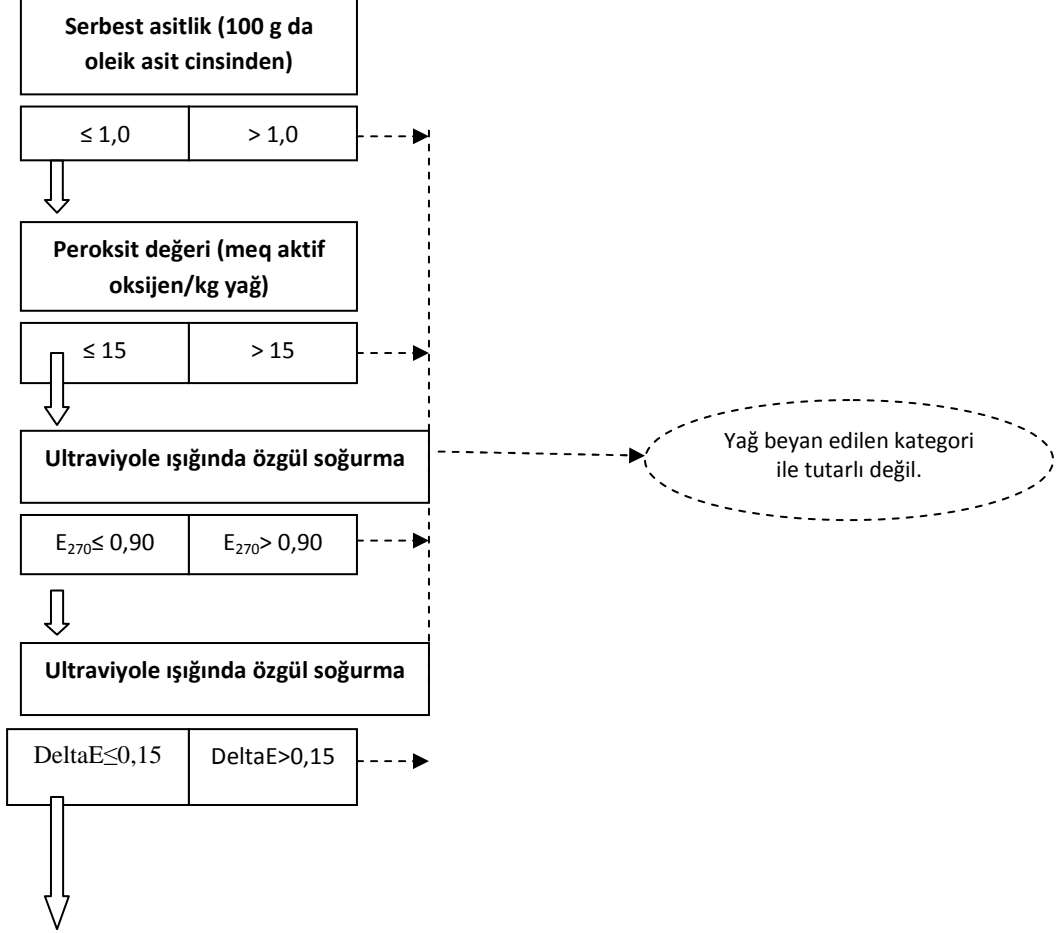 Serbest asitlik (100 g da
oleik asit cinsinden)
≤ 1,0
> 1,0
Peroksit değeri (meq aktif
oksijen/kg yağ)
≤ 15
> 15
Ultraviyole ışığında özgül soğurma
Yağ beyan edilen kategori
ile tutarlı değil.
E₂₇₀≤ 0,90
E₂₇₀> 0,90
Ultraviyole ışığında özgül soğurma
DeltaE≤0,15
DeltaE>0,15